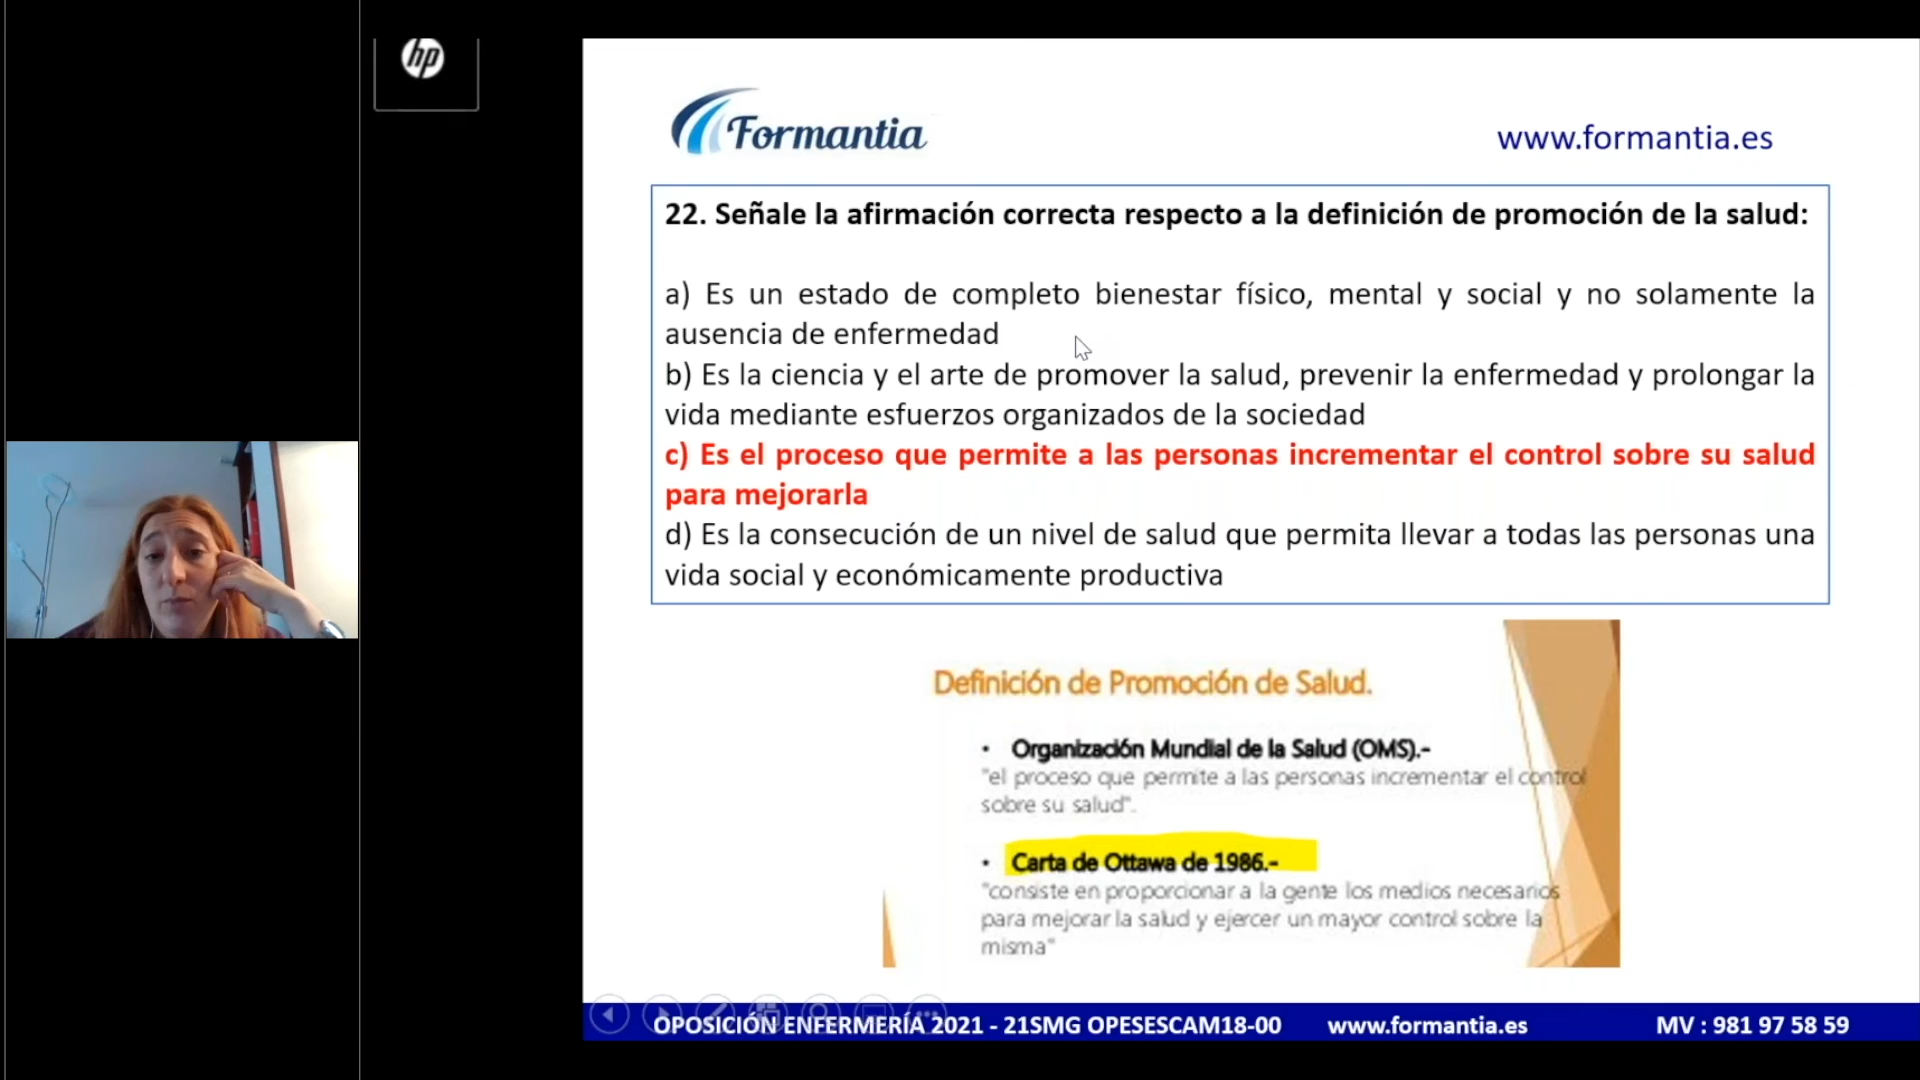 hp
Formantia
www.formantia.es
22. Señale la afirmación correcta respecto a la definición de promoción de la salud:
a) Es un estado de completo bienestar físico, mental y social y no solamente la
ausencia de enfermedad
b) Es la ciencia y el arte de promover la salud, prevenir la enfermedad y prolongar la
vida mediante esfuerzos organizados de la sociedad
c) Es el proceso que permite a las personas incrementar el control sobre su salud
para mejorarla
d) Es la consecución de un nivel de salud que permita llevar a todas las personas una
vida social y económicamente productiva
Definición de Promoción de Salud.
• Organización Mundial de la Salud (OMS).-
"el proceso que permite a las personas incrementar el control
sobre su salud".
• Carta de Ottawa de 1986.-
"consiste en proporcionar a la gente los medios necesarios
para mejorar la salud y ejercer un mayor control sobre la
misma"
OPOSICIÓN ENFERMERÍA 2021 - 21SMG OPESESCAM18-00 www.formantia.es MV : 981 97 58 59